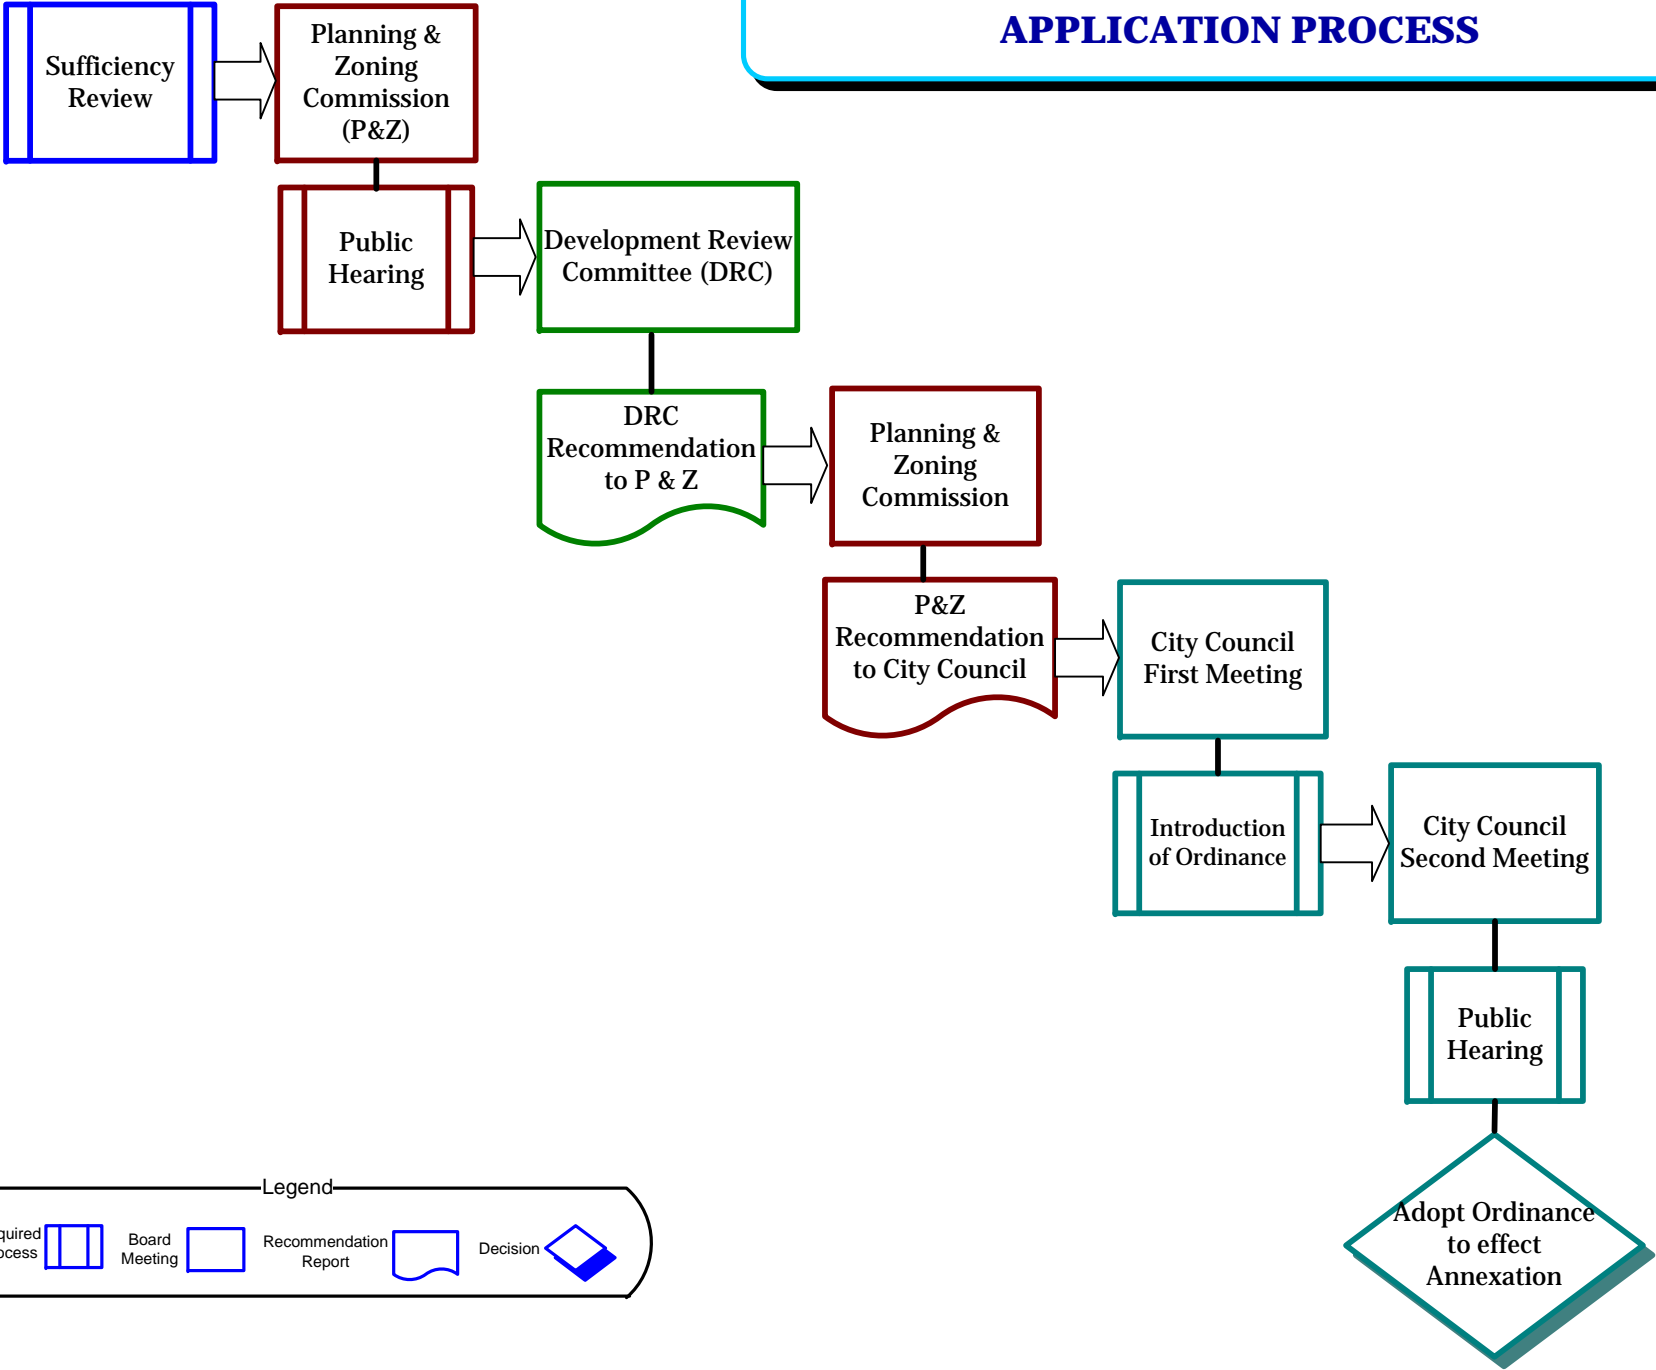 APPLICATION PROCESS
Sufficiency
Review
Planning &
Zoning
Commission
(P&Z)
Public
Hearing
Development Review
Committee (DRC)
DRC
Recommendation
to P & Z
Planning &
Zoning
Commission
P&Z
Recommendation
to City Council
City Council
First Meeting
Introduction
of Ordinance
City Council
Second Meeting
Public
Hearing
Adopt Ordinance
to effect
Annexation
Legend
Board
Meeting
Recommendation
Report
Decision